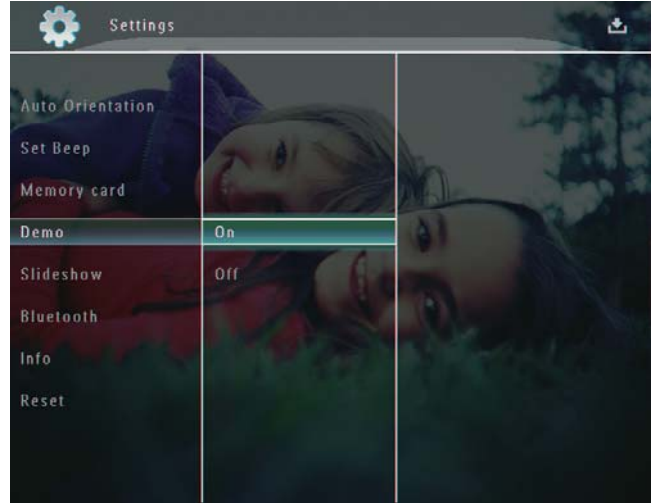 Settings
Auto Orientation
Set Beep
Memory card
Demo
On
Slideshow
Off
Bluetooth
Info
Reset